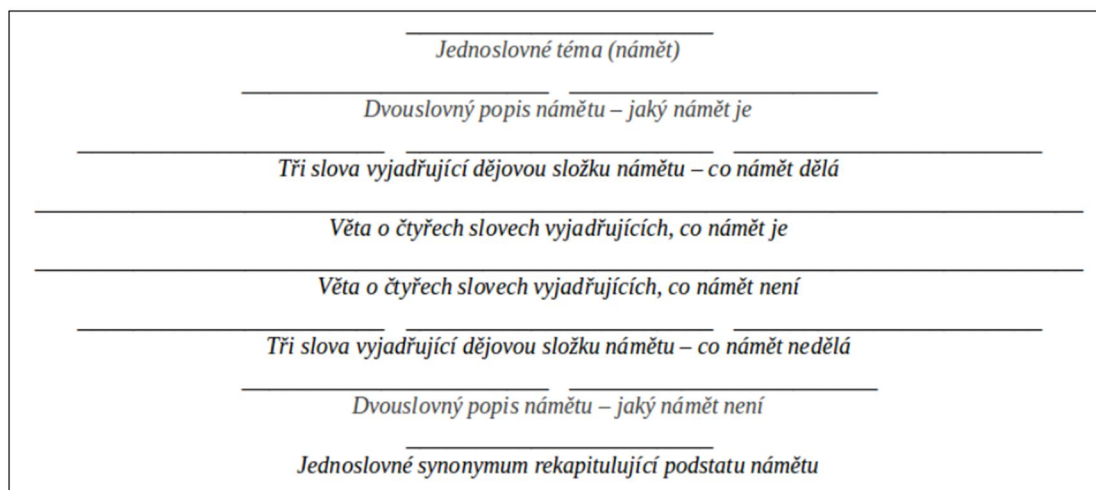 Jednoslovné téma (námět)
Dvouslovný popis námětu – jaký námět je
Tři slova vyjadřující dějovou složku námětu – co námět dělá
Věta o čtyřech slovech vyjadřujících, co námět je
Věta o čtyřech slovech vyjadřujících, co námět není
Tři slova vyjadřující dějovou složku námětu – co námět nedělá
Dvouslovný popis námětu – jaký námět není
Jednoslovné synonymum rekapitulující podstatu námětu